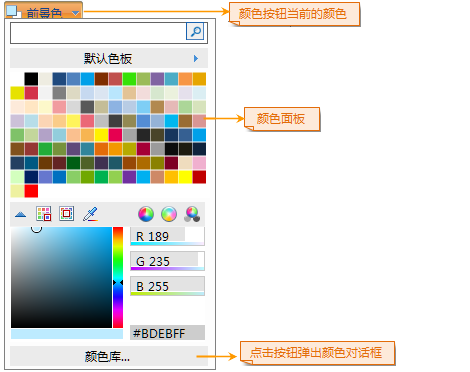 前景色
颜色按钮当前的颜色
默认色板
颜色面板
R 189
G 235
B 255
#BDEBFF
颜色库...
点击按钮弹出颜色对话框